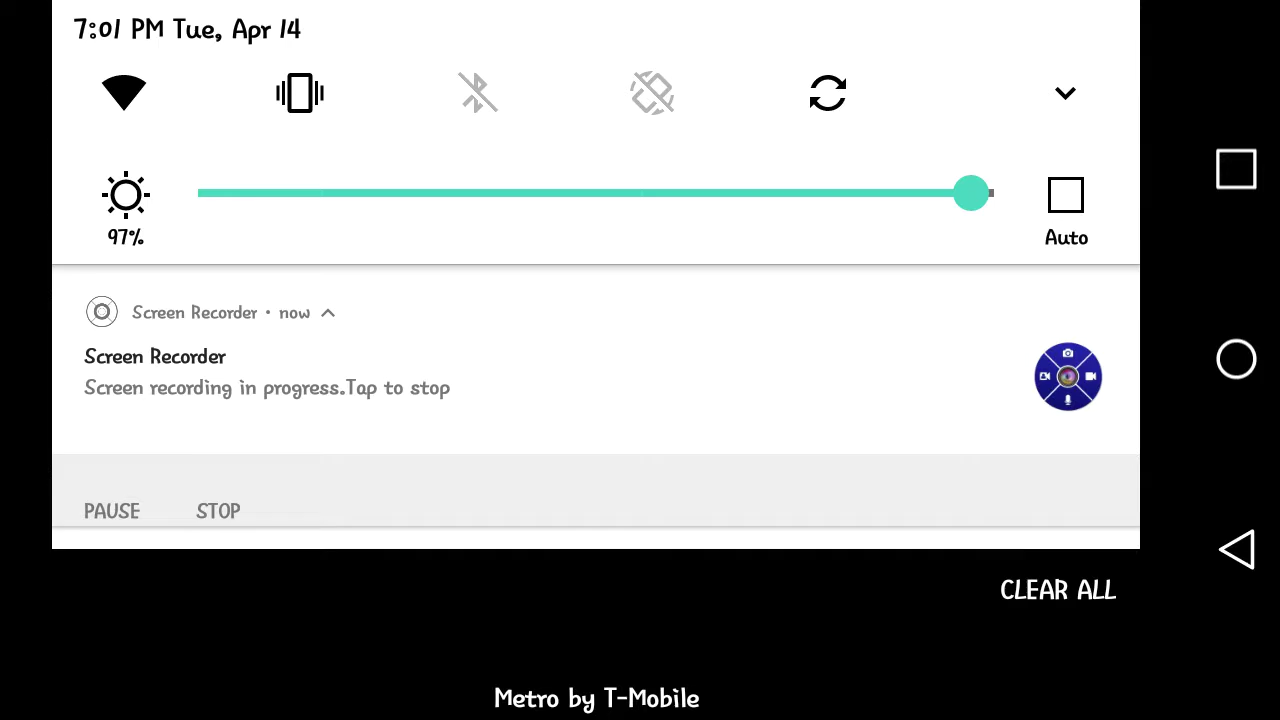 7:01 PM Tue, Apr 14
97%
Auto
Screen Recorder • now
Screen Recorder
Screen recording in progress.Tap to stop
PAUSE STOP
CLEAR ALL
Metro by T-Mobile